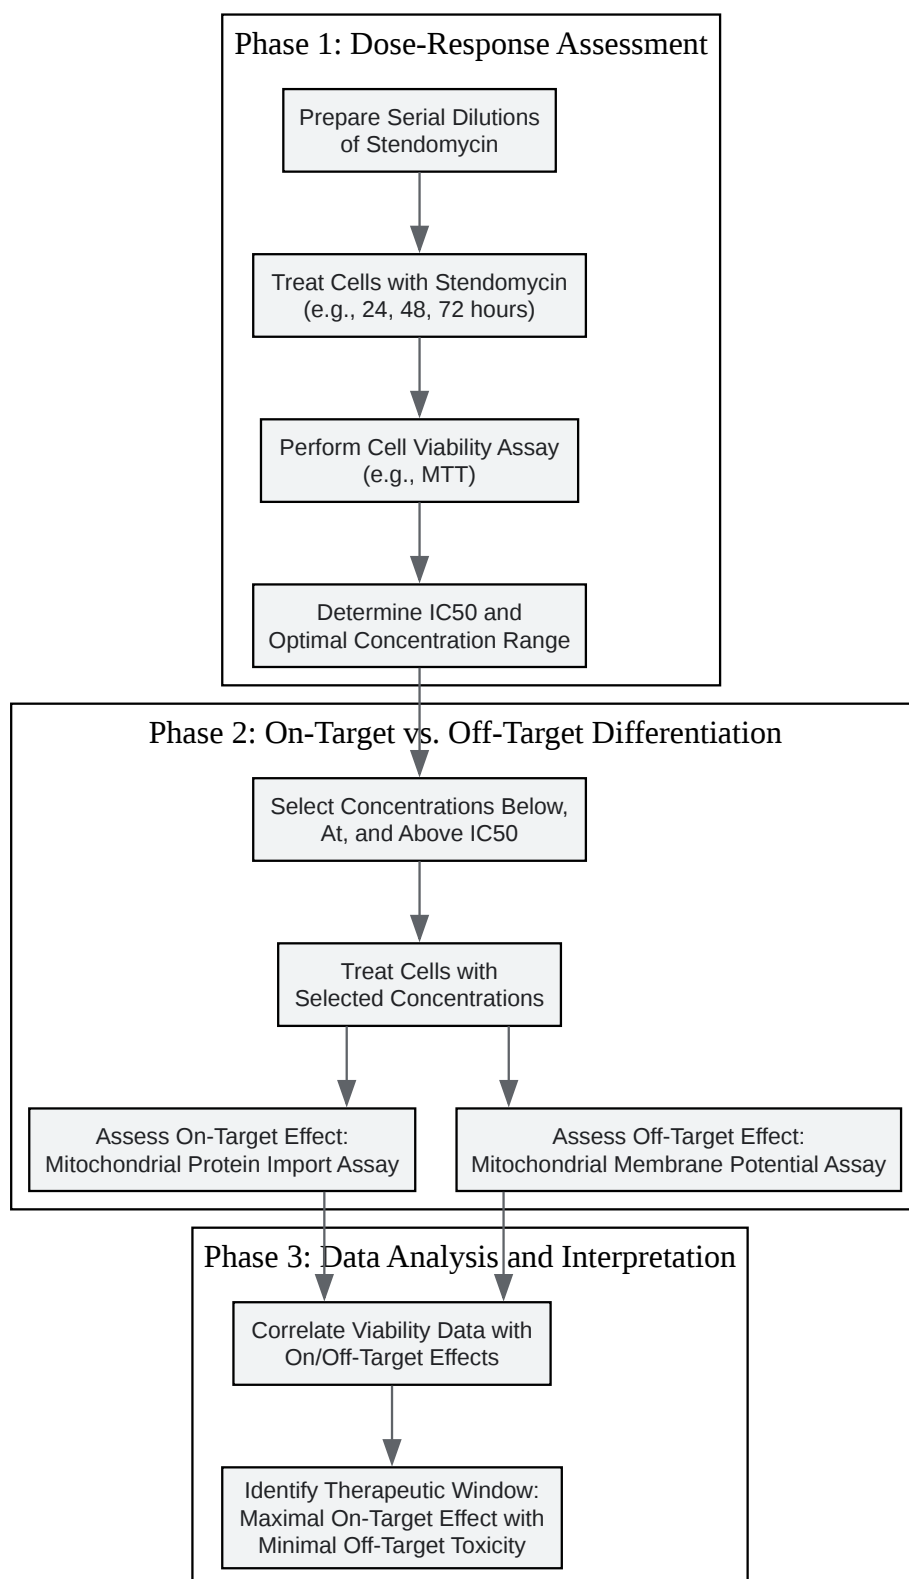 Phase 1: Dose-Response Assessment
Prepare Serial Dilutions
of Stendomycin
Treat Cells with Stendomycin
(e.g., 24, 48, 72 hours)
Perform Cell Viability Assay
(e.g., MTT)
Determine IC50 and
Optimal Concentration Range
Phase 2: On-Target vs. Off-Target Differentiation
Select Concentrations Below,
At, and Above IC50
Treat Cells with
Selected Concentrations
Assess On-Target Effect:
Mitochondrial Protein Import Assay
Assess Off-Target Effect:
Mitochondrial Membrane Potential Assay
Phase 3: Data Analysis and Interpretation
Correlate Viability Data with
On/Off-Target Effects
Identify Therapeutic Window:
Maximal On-Target Effect with
Minimal Off-Target Toxicity